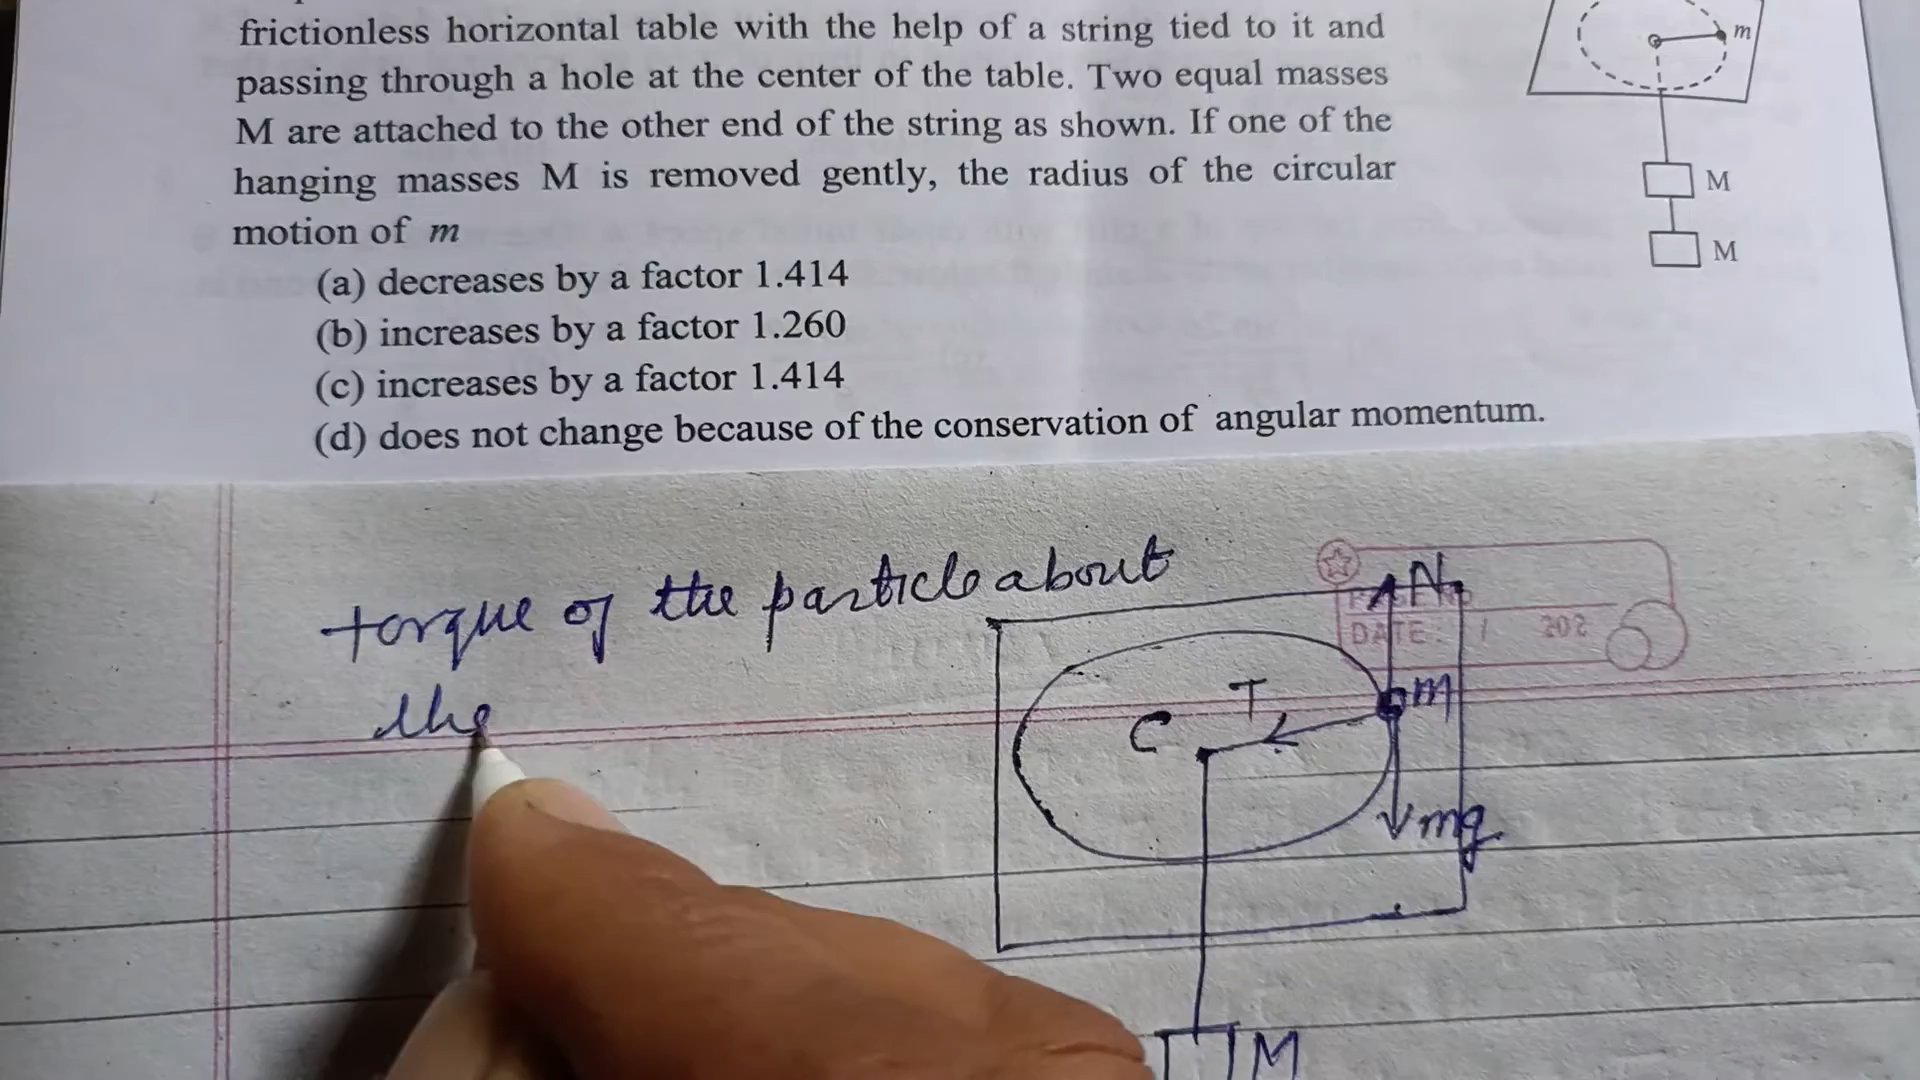 frictionless horizontal table with the help of a string tied to it and
passing through a hole at the center of the table. Two equal masses
M are attached to the other end of the string as shown. If one of the
hanging masses M is removed gently, the radius of the circular
motion of m
(a) decreases by a factor 1.414
(b) increases by a factor 1.260
(c) increases by a factor 1.414
(d) does not change because of the conservation of angular momentum.
m
M
M
torque of the particle about
the
N
DATE: / 202
T
m
C
mg
M